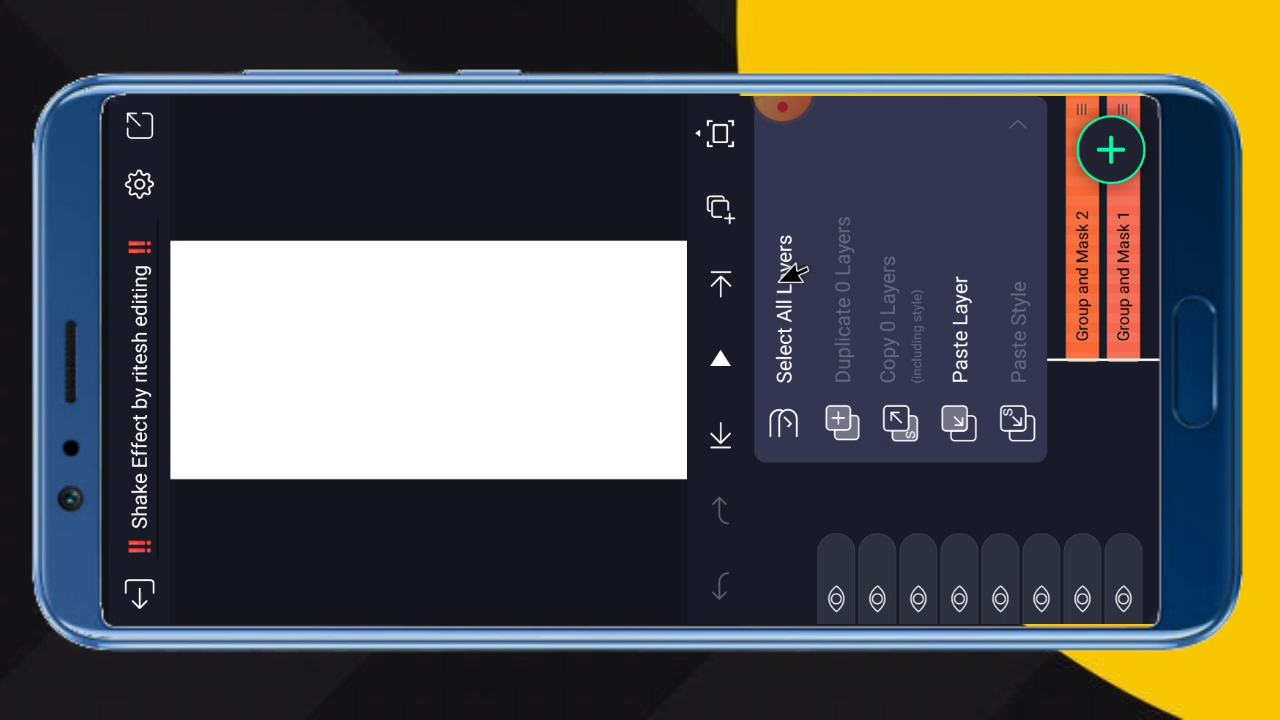 ‼️ Shake Effect by ritesh editing ‼️
Select All Layers
Duplicate 0 Layers
Copy 0 Layers
(including style)
Paste Layer
Paste Style
Group and Mask 2
Group and Mask 1